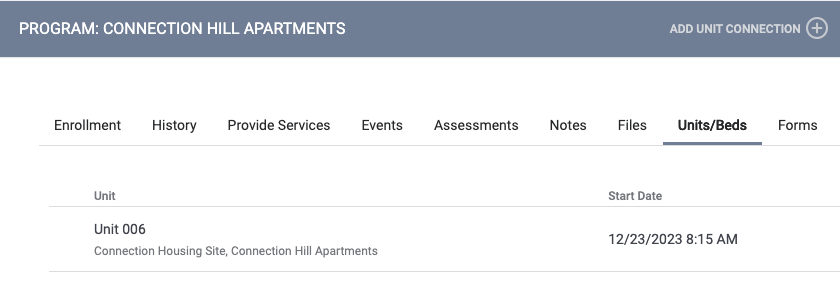 PROGRAM: CONNECTION HILL APARTMENTS ADD UNIT CONNECTION
Enrollment History Provide Services Events Assessments Notes Files Units/Beds Forms
Unit Start Date
Unit 006
Connection Housing Site, Connection Hill Apartments
12/23/2023 8:15 AM